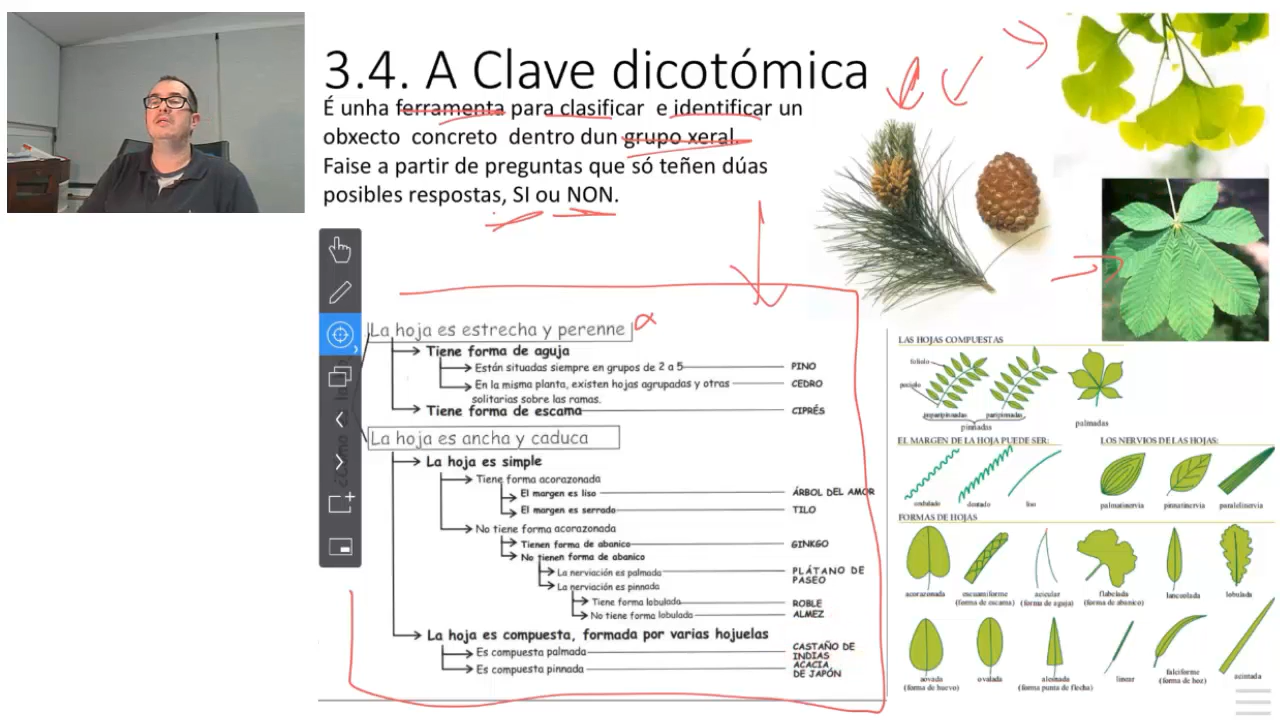 3.4. A Clave dicotómica
É unha ferramenta para clasificar e identificar un
obxecto concreto dentro dun grupo xeral.
Faise a partir de preguntas que só teñen dúas
posibles respostas, SI ou NON.
La hoja es estrecha y perenne α
Tiene forma de aguja
Están situadas siempre en grupos de 2 a 5 PINO
En la misma planta, existen hojas agrupadas y otras CEDRO
solitarias sobre las ramas.
Tiene forma de escama CIPRÉS
La hoja es ancha y caduca
La hoja es simple
Tiene forma acorazonada
El margen es liso ÁRBOL DEL AMOR
El margen es serrado TILO
No tiene forma acorazonada
Tienen forma de abanico GINKGO
No tienen forma de abanico
La nerviación es palmada PLÁTANO DE
PASEO
La nerviación es pinnada
Tiene forma lobulada ROBLE
No tiene forma lobulada ALMEZ
La hoja es compuesta, formada por varias hojuelas
Es compuesta palmada CASTAÑO DE
INDIAS
Es compuesta pinnada ACACIA
DE JAPÓN
LAS HOJAS COMPUESTAS
foliolo
peciolo
imparipinnadas paripinnadas
pinnadas
palmadas
EL MARGEN DE LA HOJA PUEDE SER:
ondulado dentado liso
LOS NERVIOS DE LAS HOJAS:
palmatinervia pinnatinervia paralelinervia
FORMAS DE HOJAS
acorazonada escuamiforme acicular flabelada lanceolada lobulada
(forma de escama) (forma de aguja) (forma de abanico)
aovada ovalada alesnada linear falciforme acintada
(forma de huevo) (forma punta de flecha) (forma de hoz)